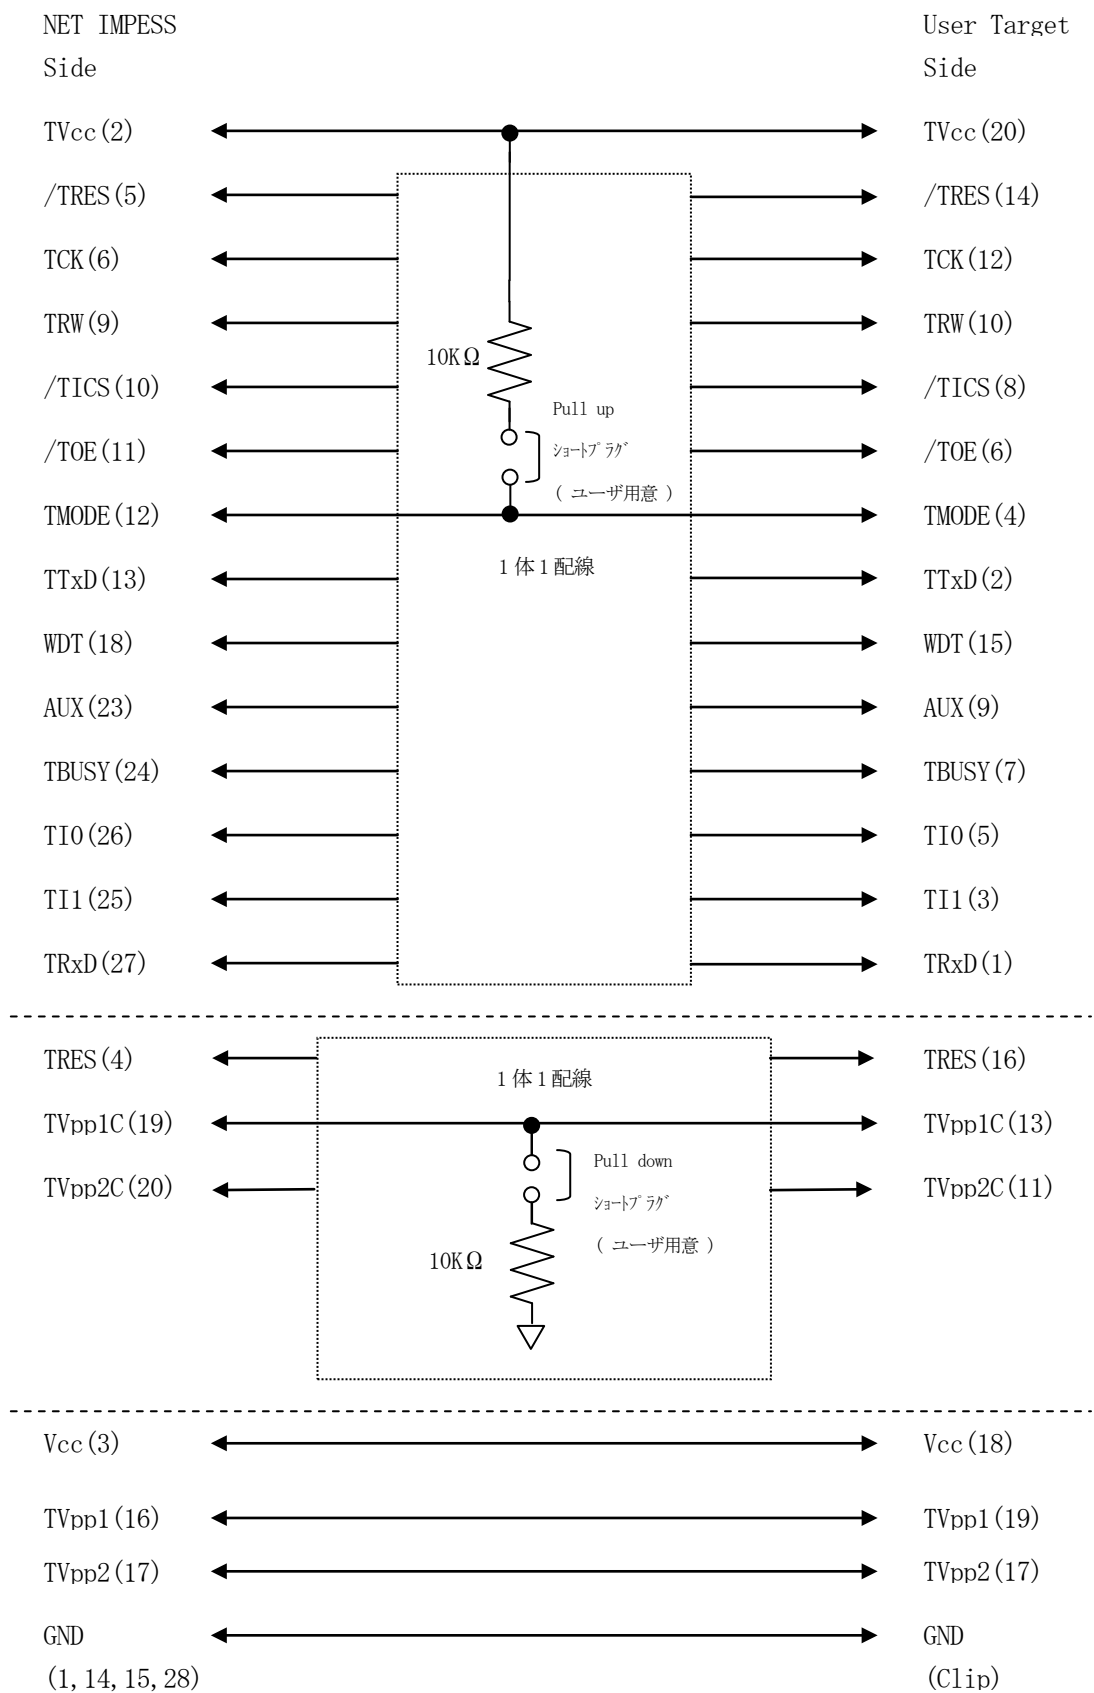 NET IMPESS User Target
Side Side
TVcc(2) TVcc(20)
/TRES(5) /TRES(14)
TCK(6) TCK(12)
TRW(9) TRW(10)
10KΩ
/TICS(10) /TICS(8)
Pull up
/TOE(11) ｼｮｰﾄﾌﾟﾗｸﾞ /TOE(6)
( ユーザ用意 )
TMODE(12) TMODE(4)
1体1配線
TTxD(13) TTxD(2)
WDT(18) WDT(15)
AUX(23) AUX(9)
TBUSY(24) TBUSY(7)
TI0(26) TI0(5)
TI1(25) TI1(3)
TRxD(27) TRxD(1)
TRES(4) TRES(16)
1体1配線
TVpp1C(19) TVpp1C(13)
Pull down
TVpp2C(20) TVpp2C(11)
ｼｮｰﾄﾌﾟﾗｸﾞ
( ユーザ用意 )
10KΩ
Vcc(3) Vcc(18)
TVpp1(16) TVpp1(19)
TVpp2(17) TVpp2(17)
GND GND
(1,14,15,28) (Clip)